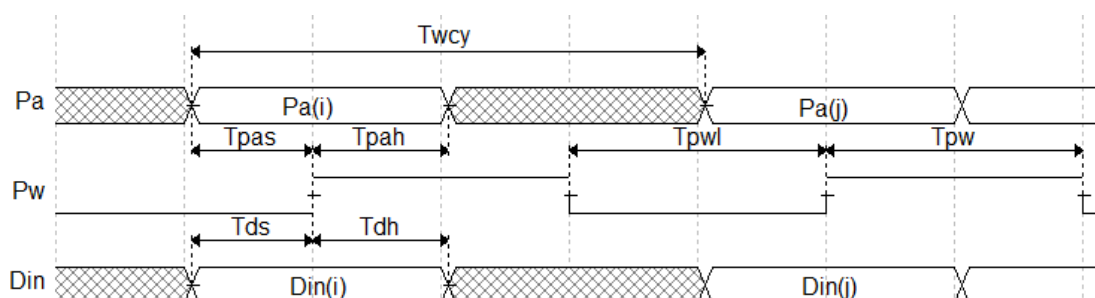 Twcy
Pa Pa(i) Pa(j)
Tpas Tpah Tpwl Tpw
Pw
Tds Tdh
Din Din(i) Din(j)